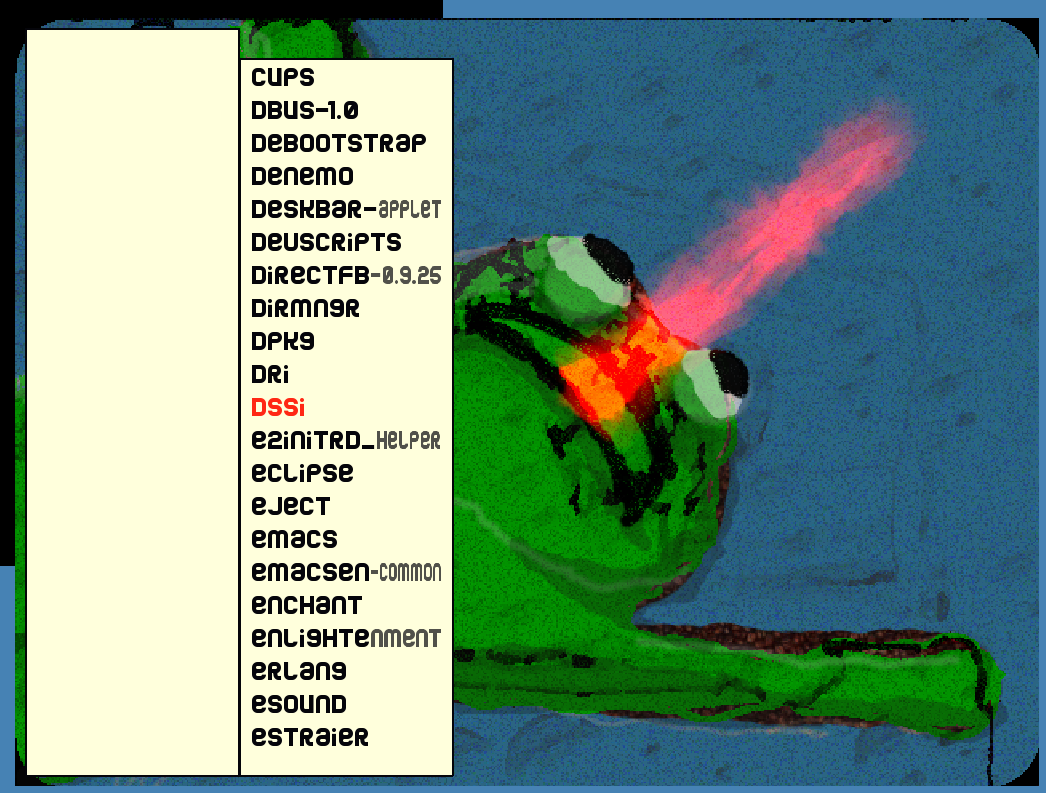 cups
dbus-1.0
debootstrap
denemo
deskbar-applet
devscripts
directfb-0.9.25
dirmngr
dpkg
dri
dssi
e2initrd_helper
eclipse
eject
emacs
emacsen-common
enchant
enlightenment
erlang
esound
estraier